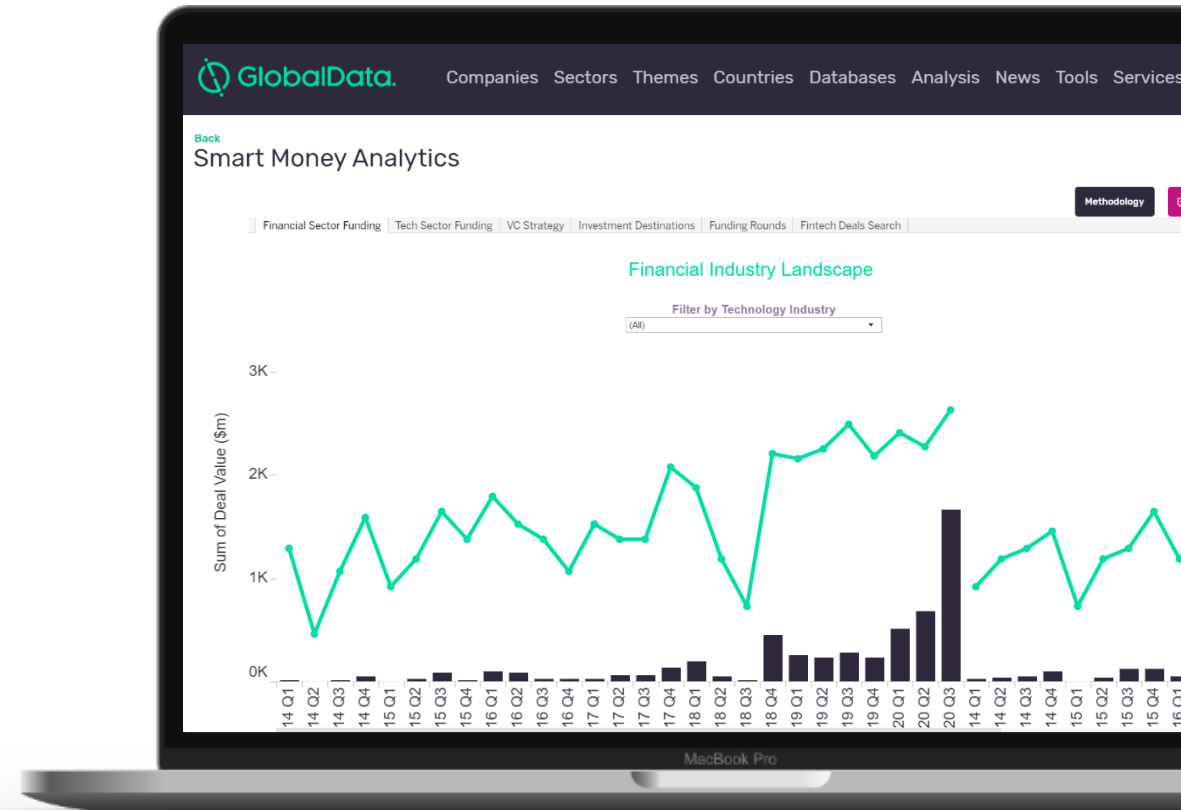 GlobalData.
Companies Sectors Themes Countries Databases Analysis News Tools Services
Back
Smart Money Analytics
Methodology
Financial Sector Funding Tech Sector Funding VC Strategy Investment Destinations Funding Rounds Fintech Deals Search
Financial Industry Landscape
Filter by Technology Industry
(All)
Sum of Deal Value ($m)
3K
2K
1K
0K
14 Q1 14 Q2 14 Q3 14 Q4 15 Q1 15 Q2 15 Q3 15 Q4 16 Q1 16 Q2 16 Q3 16 Q4 17 Q1 17 Q2 17 Q3 17 Q4 18 Q1 18 Q2 18 Q3 18 Q4 19 Q1 19 Q2 19 Q3 19 Q4 20 Q1 20 Q2 20 Q3 14 Q1 14 Q2 14 Q3 14 Q4 15 Q1 15 Q2 15 Q3 15 Q4 16 Q1
MacBook Pro